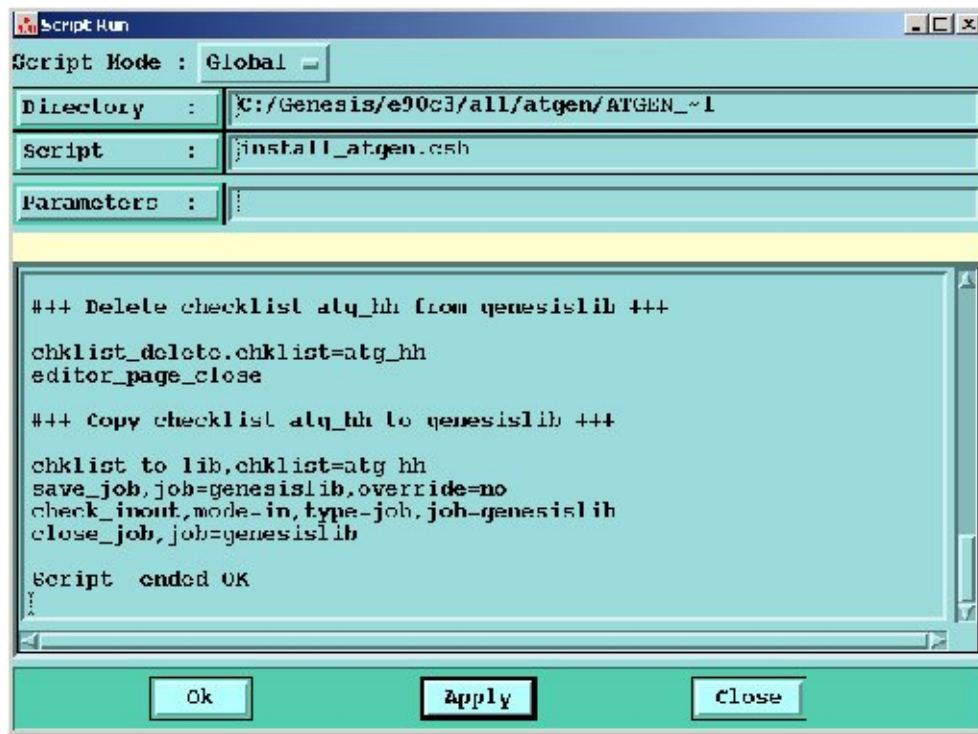 Script Run
Script Mode : Global
Directory : C:/Genesis/e90c3/all/atgen/ATGEN_~1
Script : install_atgen.csh
Parameters :
#++ Delete checklist atg_hh from genesislib +++
chklist_delete,chklist=atg_hh
editor_page_close
#++ Copy checklist atg_hh to genesislib +++
chklist_to_lib,chklist=atg_hh
save_job,job=genesislib,override=no
check_inout,mode=in,type=job,job=genesislib
close_job,job=genesislib
Script ended OK
Ok Apply Close